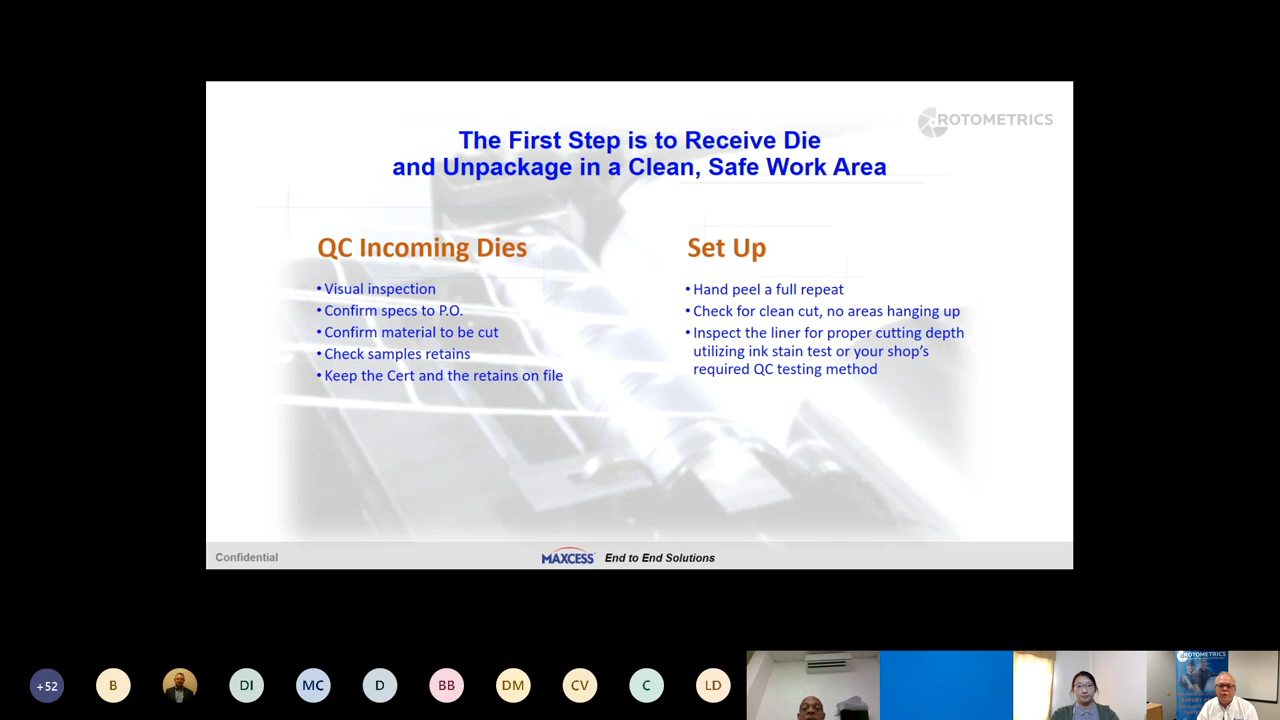 ROTOMETRICS
The First Step is to Receive Die
and Unpackage in a Clean, Safe Work Area
QC Incoming Dies
• Visual inspection
• Confirm specs to P.O.
• Confirm material to be cut
• Check samples retains
• Keep the Cert and the retains on file
Set Up
• Hand peel a full repeat
• Check for clean cut, no areas hanging up
• Inspect the liner for proper cutting depth
utilizing ink stain test or your shop's
required QC testing method
Confidential
MAXCESS
End to End Solutions
+52
B
DI
MC
D
BB
DM
CV
C
LD
ROTOMETRICS